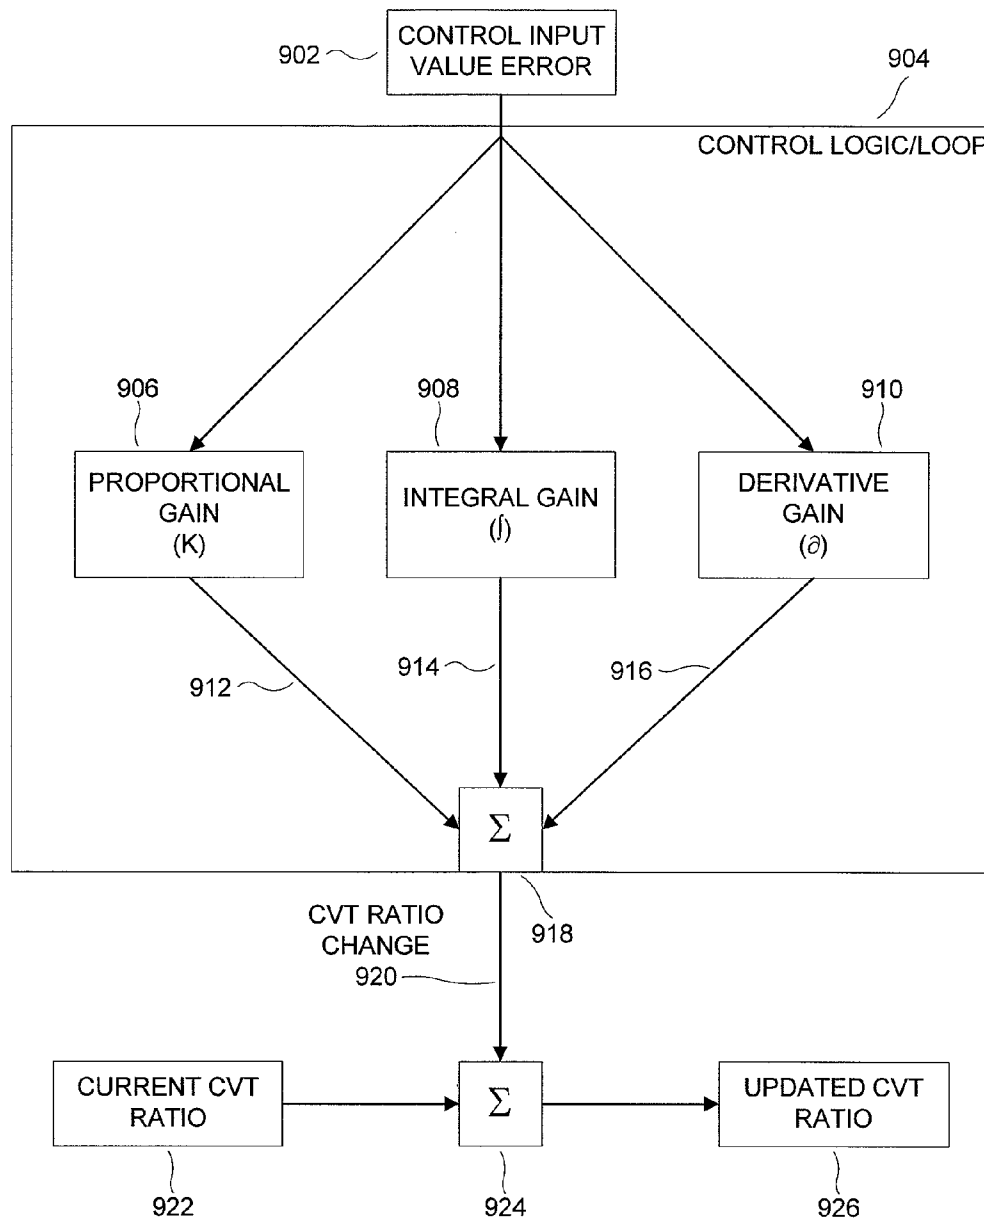 CONTROL INPUT
VALUE ERROR
902
904
CONTROL LOGIC/LOOP
906
908
910
PROPORTIONAL
GAIN
(K)
INTEGRAL GAIN
(∫)
DERIVATIVE
GAIN
(∂)
912
914
916
Σ
918
CVT RATIO
CHANGE
920
CURRENT CVT
RATIO
Σ
UPDATED CVT
RATIO
922
924
926